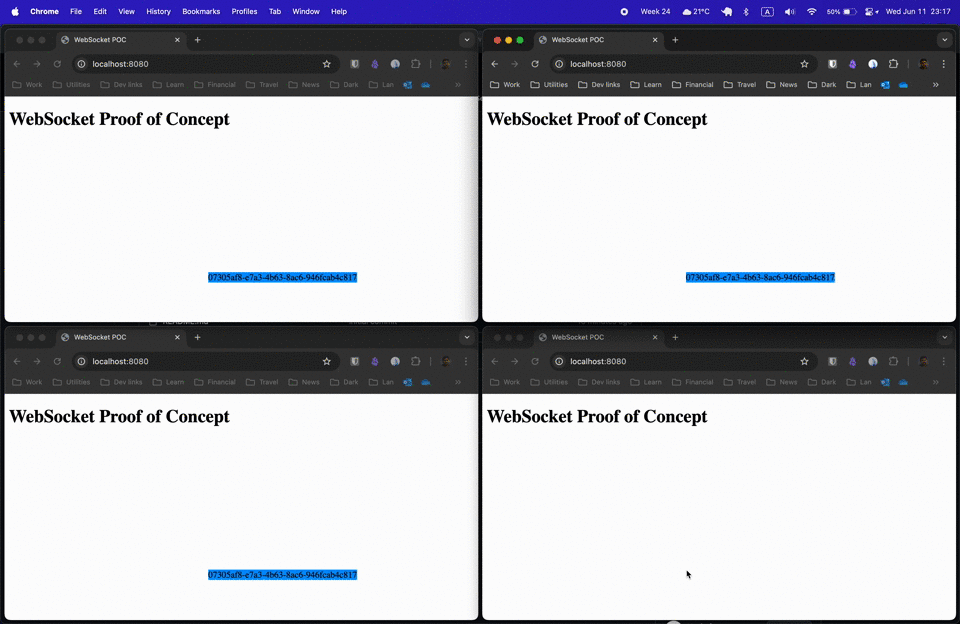 Chrome File Edit View History Bookmarks Profiles Tab Window Help Week 24 21°C A 50% Wed Jun 11 23:17
WebSocket POC
localhost:8080
Work Utilities Dev links Learn Financial Travel News Dark Lan
WebSocket Proof of Concept
07305af8-e7a3-4b63-8ac6-946fcab4c817
WebSocket POC
localhost:8080
Work Utilities Dev links Learn Financial Travel News Dark Lan
WebSocket Proof of Concept
07305af8-e7a3-4b63-8ac6-946fcab4c817
WebSocket POC
localhost:8080
Work Utilities Dev links Learn Financial Travel News Dark Lan
WebSocket Proof of Concept
07305af8-e7a3-4b63-8ac6-946fcab4c817
WebSocket POC
localhost:8080
Work Utilities Dev links Learn Financial Travel News Dark Lan
WebSocket Proof of Concept